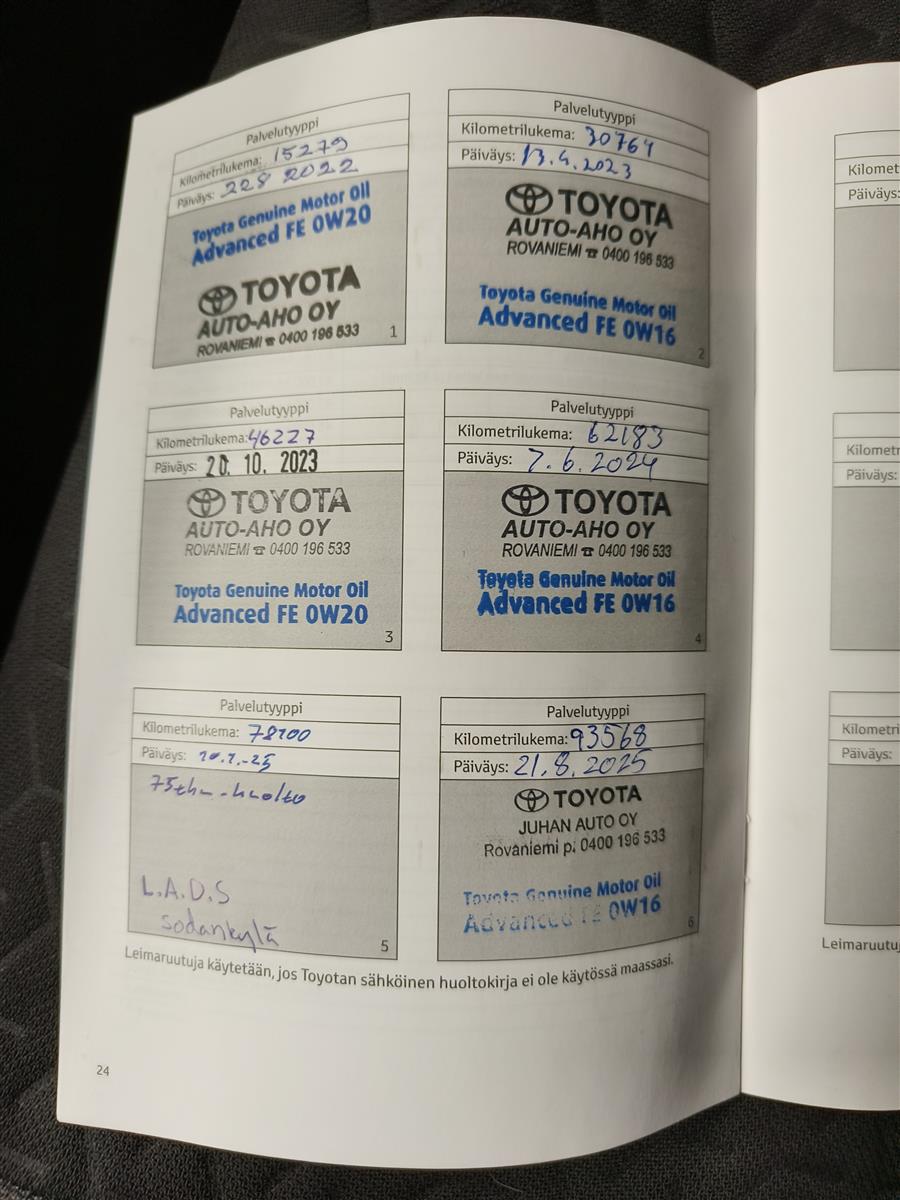 Palvelutyyppi
Kilometrilukema: 15279
Päiväys: 22 8 2022
Toyota Genuine Motor Oil
Advanced FE 0W20
TOYOTA
AUTO-AHO OY
ROVANIEMI ☎ 0400 196 533
1
Palvelutyyppi
Kilometrilukema: 30764
Päiväys: 13.4.2023
TOYOTA
AUTO-AHO OY
ROVANIEMI ☎ 0400 196 533
Toyota Genuine Motor Oil
Advanced FE 0W16
2
Palvelutyyppi
Kilometrilukema: 46227
Päiväys: 20. 10. 2023
TOYOTA
AUTO-AHO OY
ROVANIEMI ☎ 0400 196 533
Toyota Genuine Motor Oil
Advanced FE 0W20
3
Palvelutyyppi
Kilometrilukema: 62183
Päiväys: 7.6.2024
TOYOTA
AUTO-AHO OY
ROVANIEMI ☎ 0400 196 533
Toyota Genuine Motor Oil
Advanced FE 0W16
4
Palvelutyyppi
Kilometrilukema: 78100
Päiväys:
75thm-huolto
L.A.D.S
sodankylä
5
Palvelutyyppi
Kilometrilukema: 93568
Päiväys: 21.8.2025
TOYOTA
JUHAN AUTO OY
Rovaniemi p. 0400 196 533
Toyota Genuine Motor Oil
Advanced FE 0W16
6
Leimaruutuja käytetään, jos Toyotan sähköinen huoltokirja ei ole käytössä maassasi.
24
Kilometr
Päiväys:
Kilometr
Päiväys:
Kilometri
Päiväys:
Leimaruutuj